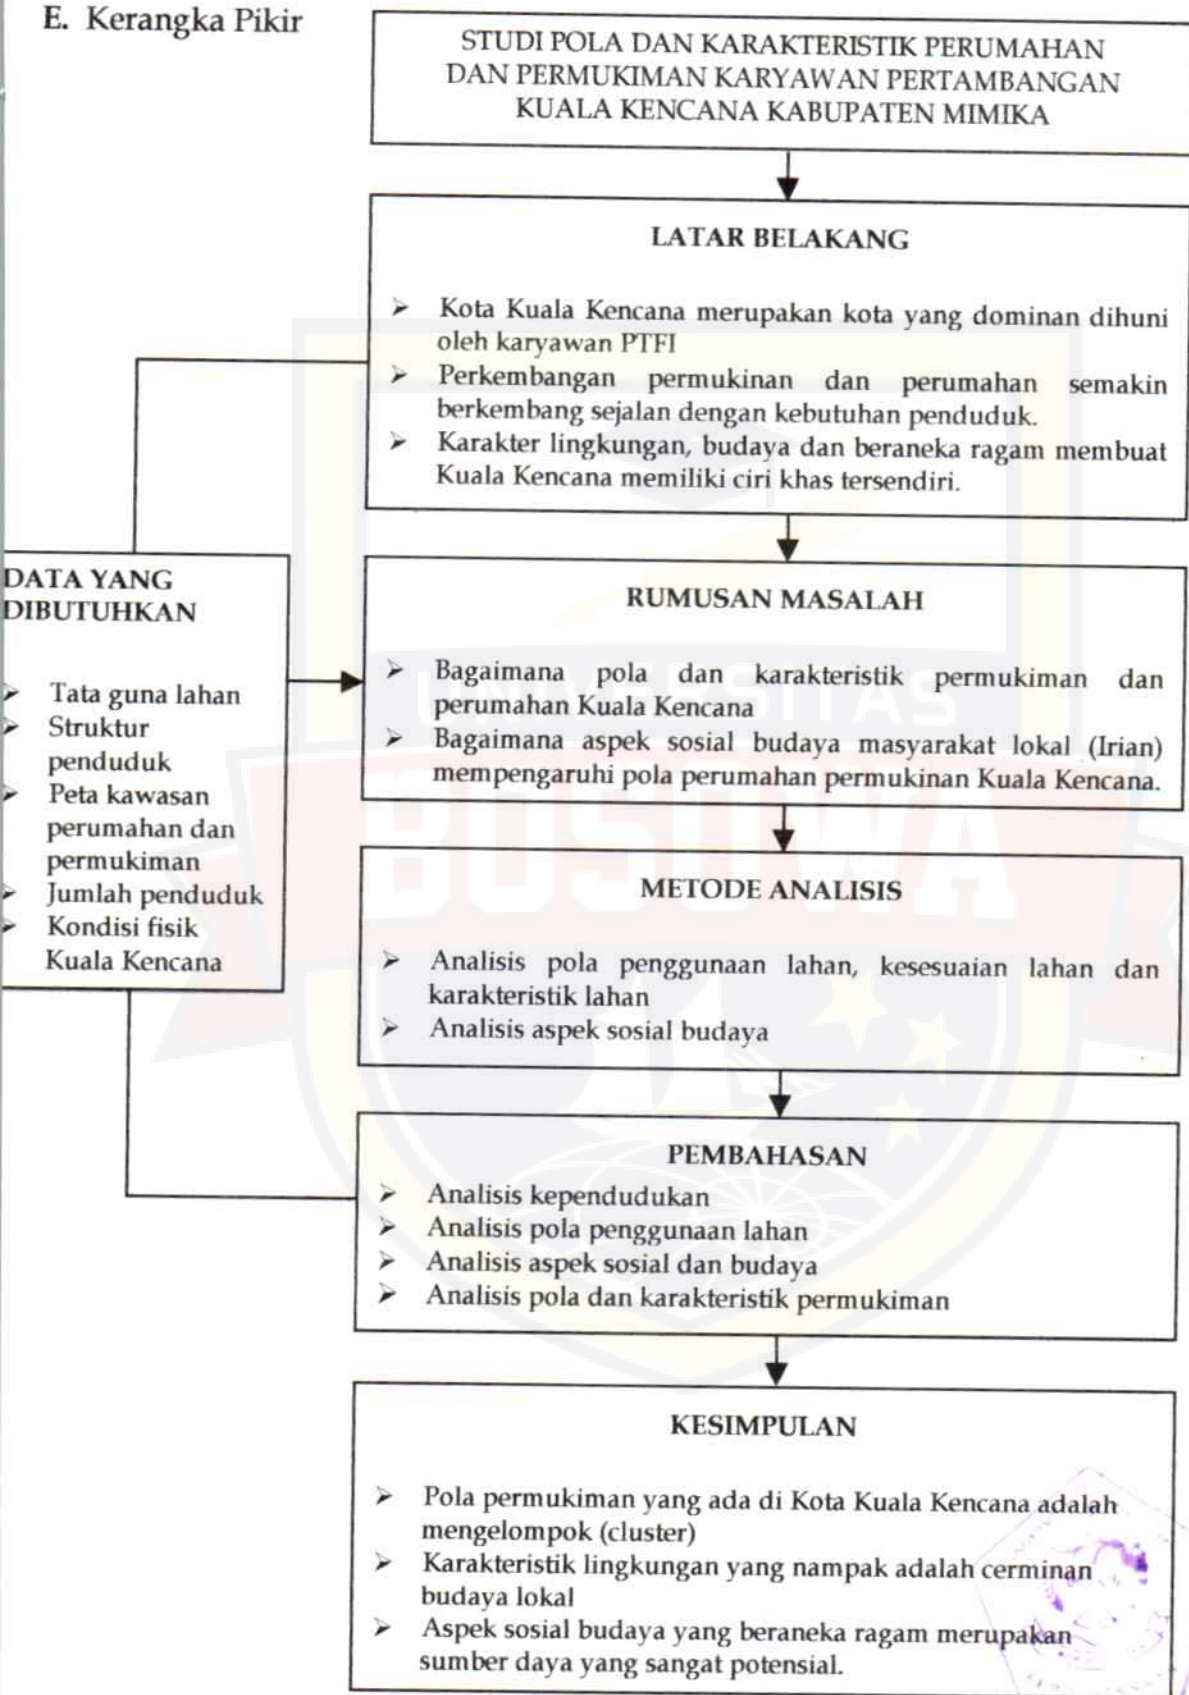 E. Kerangka Pikir
STUDI POLA DAN KARAKTERISTIK PERUMAHAN
DAN PERMUKIMAN KARYAWAN PERTAMBANGAN
KUALA KENCANA KABUPATEN MIMIKA
LATAR BELAKANG
➢ Kota Kuala Kencana merupakan kota yang dominan dihuni
oleh karyawan PTFI
➢ Perkembangan permukinan dan perumahan semakin
berkembang sejalan dengan kebutuhan penduduk.
➢ Karakter lingkungan, budaya dan beraneka ragam membuat
Kuala Kencana memiliki ciri khas tersendiri.
DATA YANG
DIBUTUHKAN
➢ Tata guna lahan
➢ Struktur
penduduk
➢ Peta kawasan
perumahan dan
permukiman
➢ Jumlah penduduk
➢ Kondisi fisik
Kuala Kencana
RUMUSAN MASALAH
➢ Bagaimana pola dan karakteristik permukiman dan
perumahan Kuala Kencana
➢ Bagaimana aspek sosial budaya masyarakat lokal (Irian)
mempengaruhi pola perumahan permukinan Kuala Kencana.
METODE ANALISIS
➢ Analisis pola penggunaan lahan, kesesuaian lahan dan
karakteristik lahan
➢ Analisis aspek sosial budaya
PEMBAHASAN
➢ Analisis kependudukan
➢ Analisis pola penggunaan lahan
➢ Analisis aspek sosial dan budaya
➢ Analisis pola dan karakteristik permukiman
KESIMPULAN
➢ Pola permukiman yang ada di Kota Kuala Kencana adalah
mengelompok (cluster)
➢ Karakteristik lingkungan yang nampak adalah cerminan
budaya lokal
➢ Aspek sosial budaya yang beraneka ragam merupakan
sumber daya yang sangat potensial.
UNIVERSITAS
BOSOWA